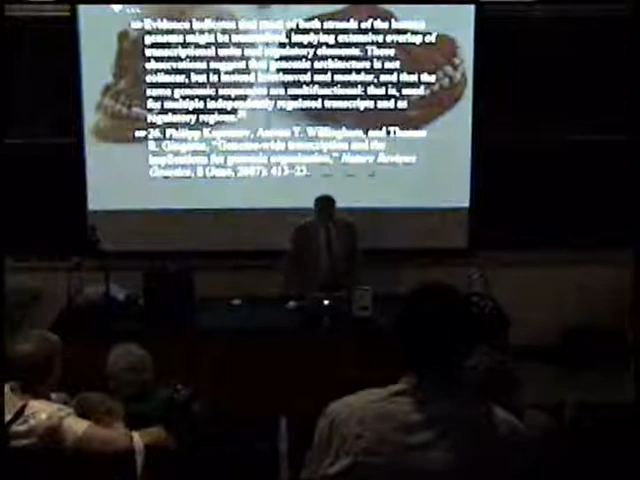 Evidence indicates that most of both strands of the human
genome might be transcribed, implying extensive overlap of
transcriptional units and regulatory elements. These
observations suggest that genomic architecture is not
colinear, but is instead interleaved and modular, and that the
same genomic sequences are multifunctional: that is, used
for multiple independently regulated transcripts and as
regulatory regions.26
26. Philipp Kapranov, Aarron T. Willingham, and Thomas
R. Gingeras, "Genome-wide transcription and the
implications for genomic organization," Nature Reviews
Genetics, 8 (June, 2007): 413-23.